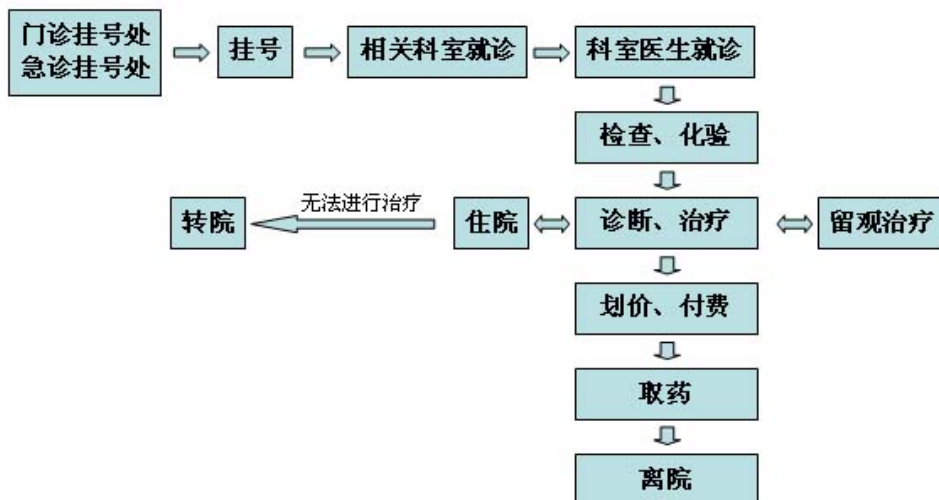 门诊挂号处
急诊挂号处
挂号
相关科室就诊
科室医生就诊
检查、化验
无法进行治疗
转院
住院
诊断、治疗
留观治疗
划价、付费
取药
离院